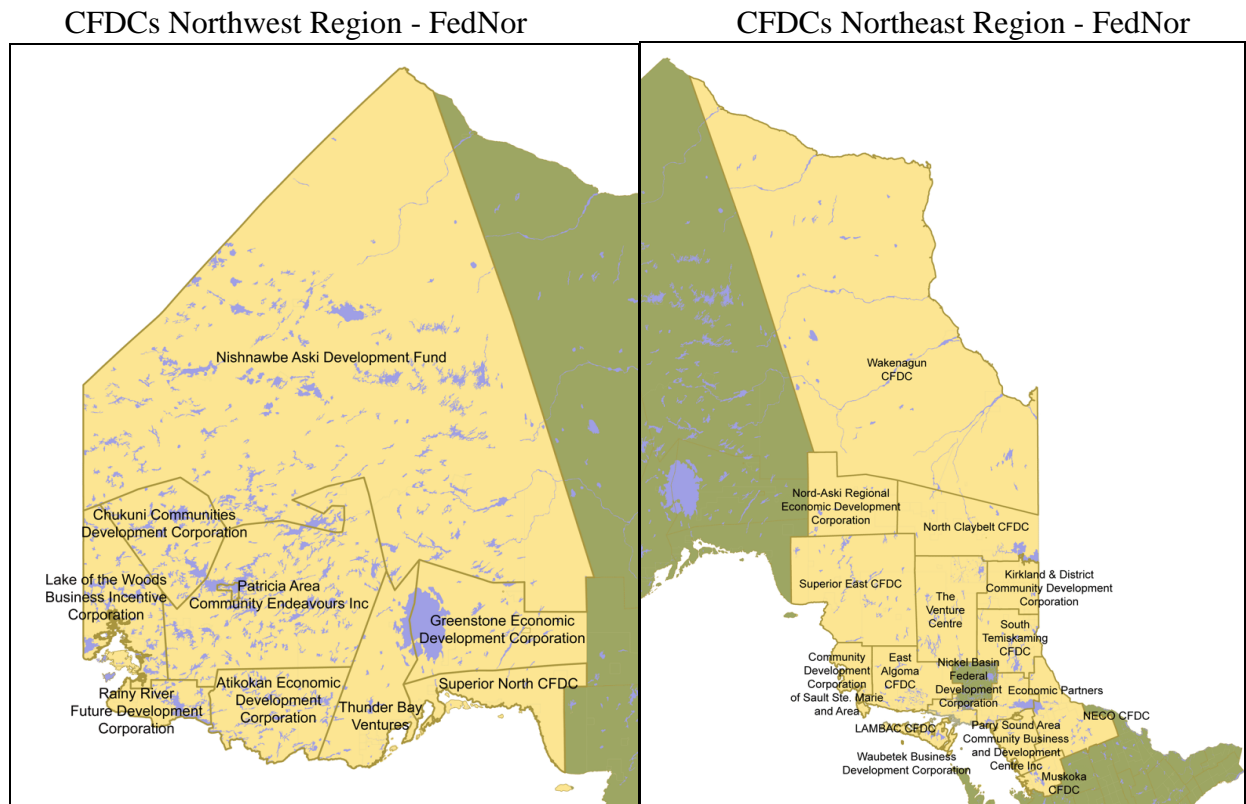 CFDCs Northwest Region - FedNor
CFDCs Northeast Region - FedNor
Nishnawbe Aski Development Fund
Chukuni Communities
Development Corporation
Lake of the Woods
Business Incentive
Corporation
Patricia Area
Community Endeavours Inc
Greenstone Economic
Development Corporation
Rainy River
Future Development
Corporation
Atikokan Economic
Development
Corporation
Thunder Bay
Ventures
Superior North CFDC
Wakenagun
CFDC
Nord-Aski Regional
Economic Development
Corporation
North Claybelt CFDC
Superior East CFDC
The
Venture
Centre
Kirkland & District
Community Development
Corporation
South
Temiskaming
CFDC
Community
Development
Corporation
of Sault Ste. Marie
and Area
East
Algoma
CFDC
Nickel Basin
Federal
Development
Corporation
Economic Partners
NECO CFDC
LAMBAC CFDC
Parry Sound Area
Community Business
and Development
Centre Inc
Waubetek Business
Development Corporation
Muskoka
CFDC